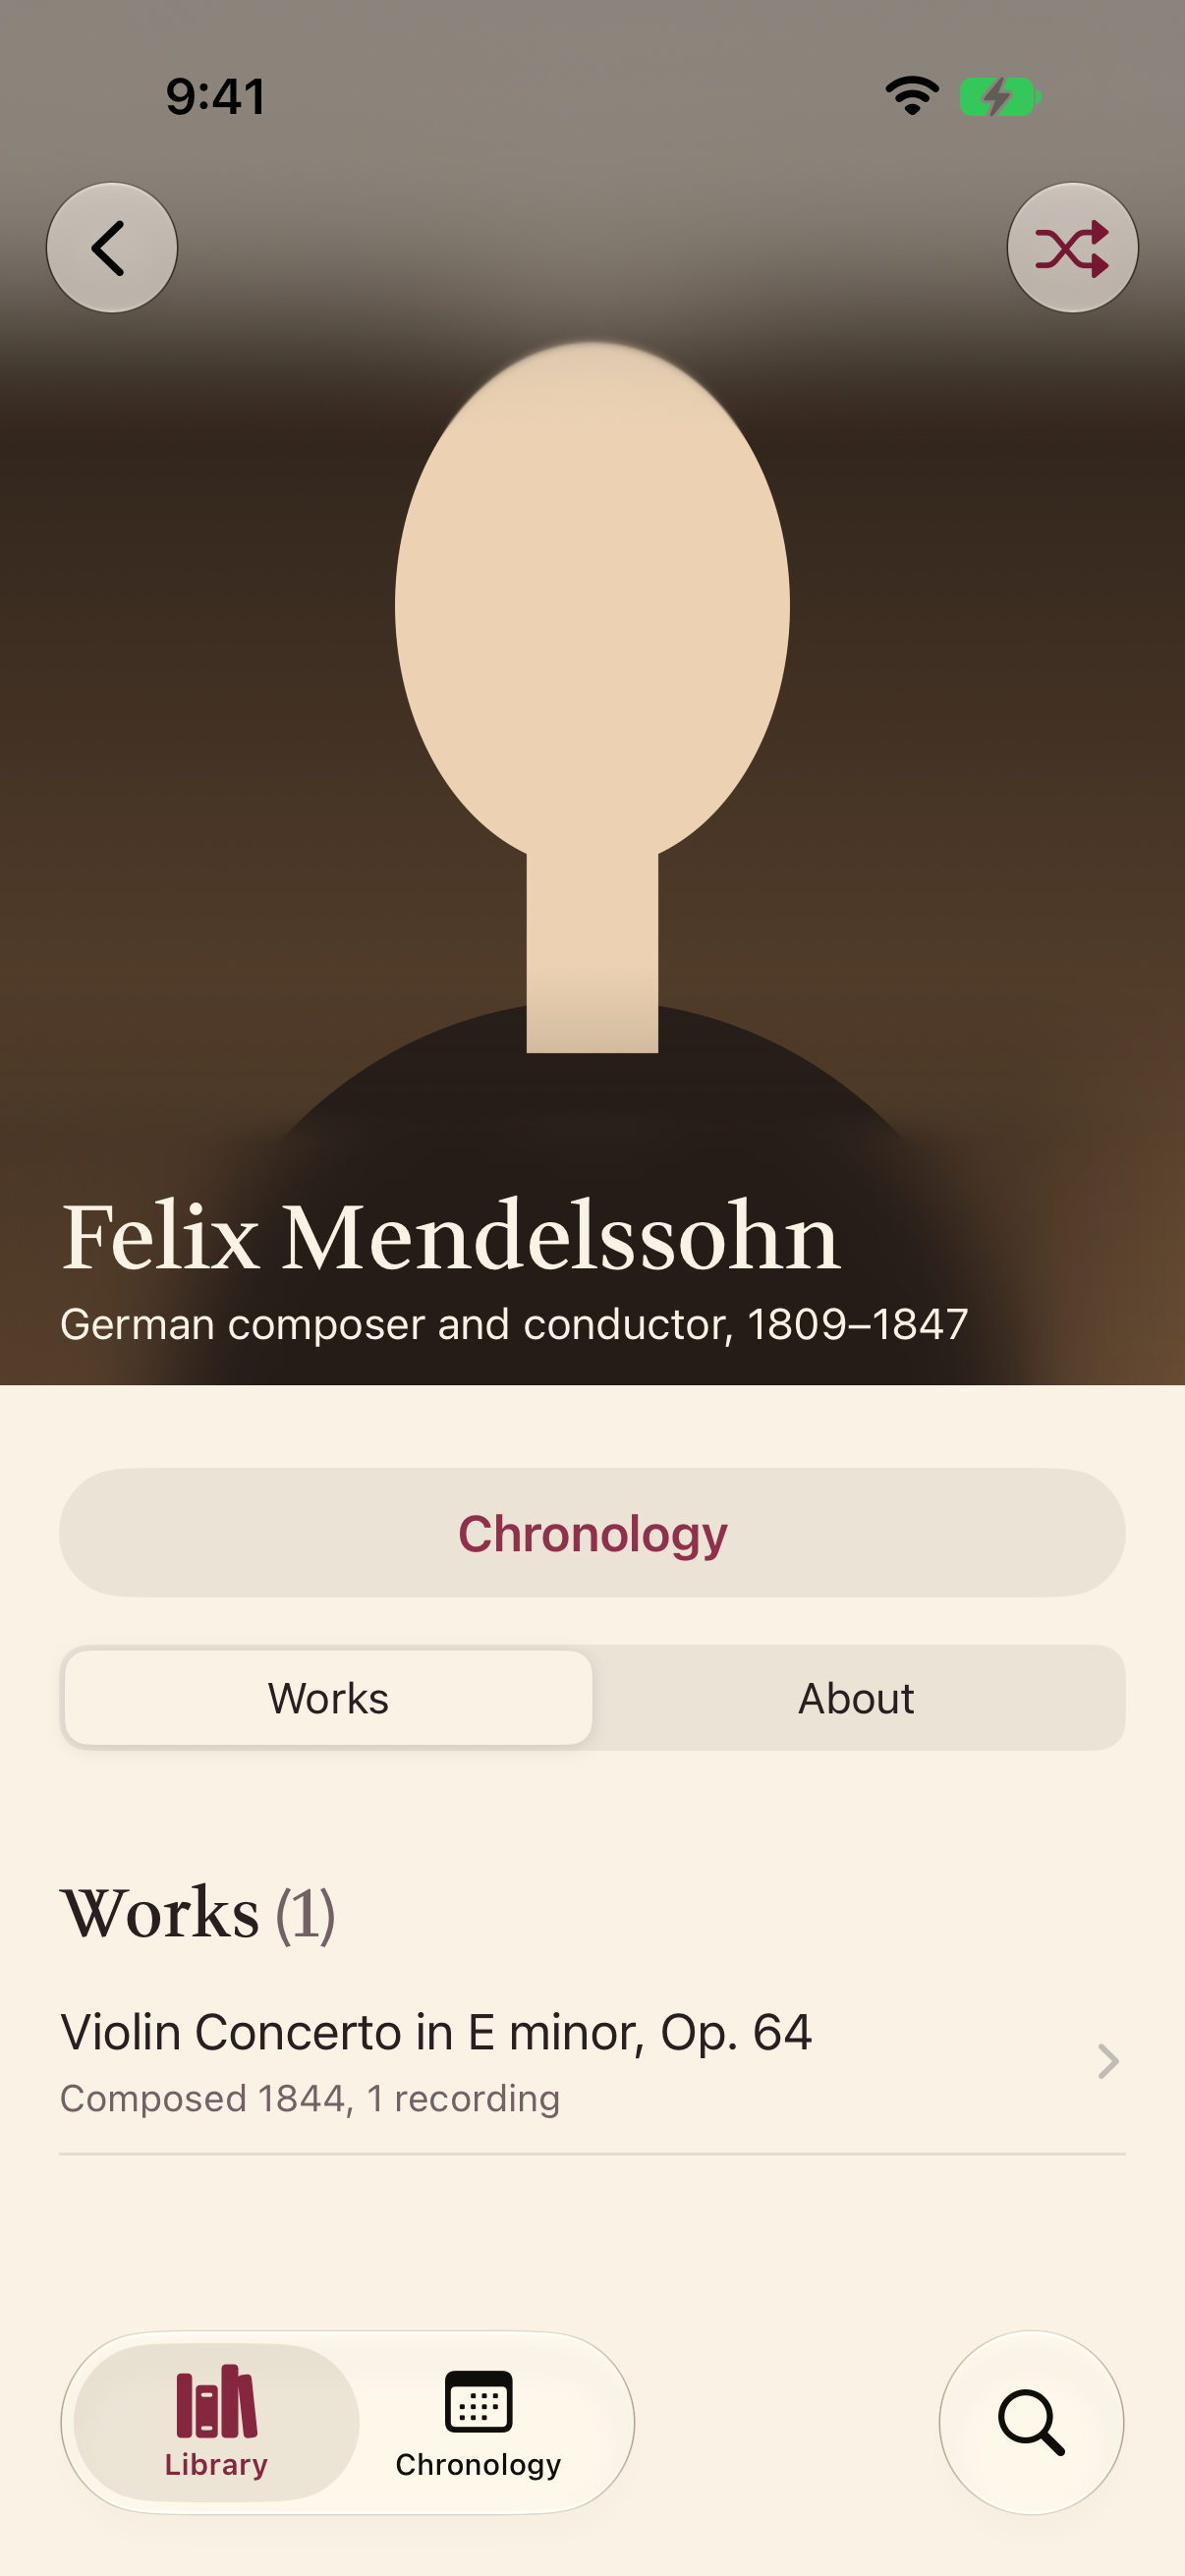 9:41
Felix Mendelssohn
German composer and conductor, 1809–1847
Chronology
Works
About
Works (1)
Violin Concerto in E minor, Op. 64
Composed 1844, 1 recording
Library
Chronology